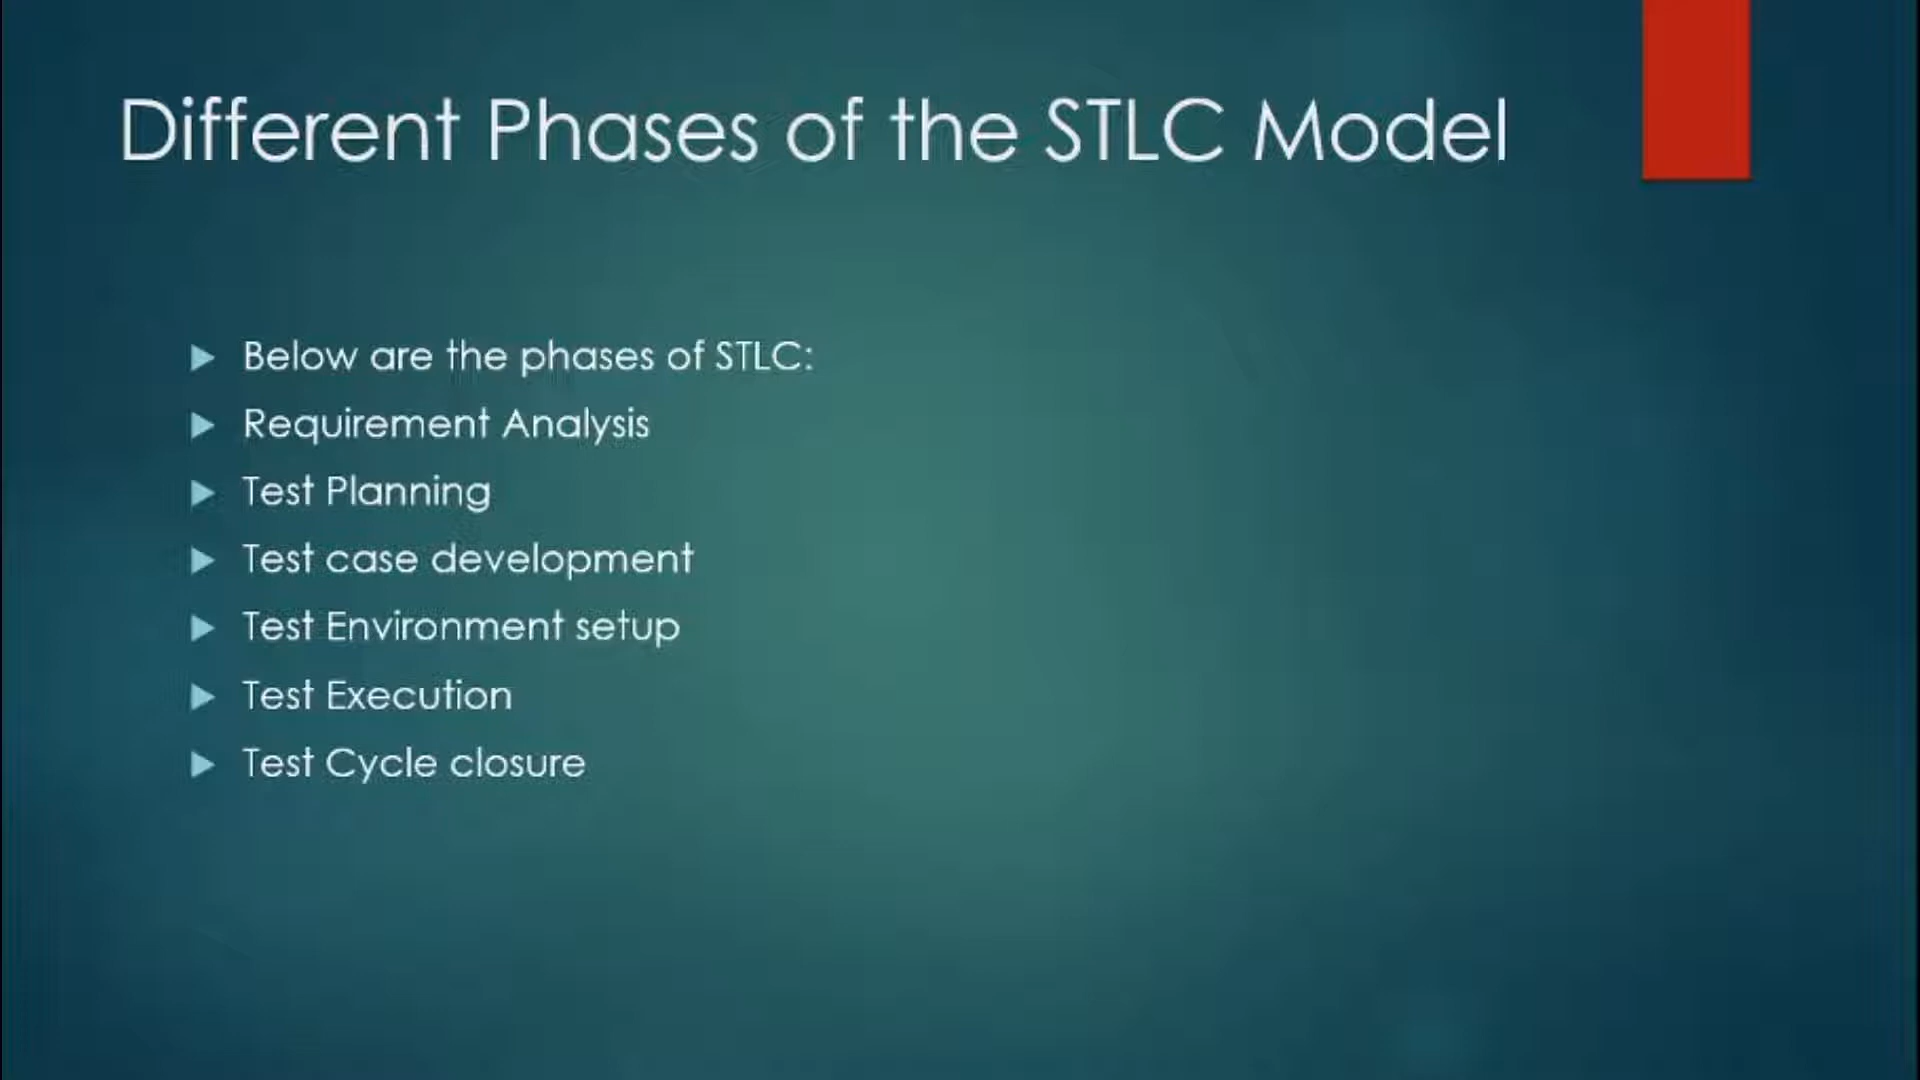 Different Phases of the STLC Model
Below are the phases of STLC:
Requirement Analysis
Test Planning
Test case development
Test Environment setup
Test Execution
Test Cycle closure